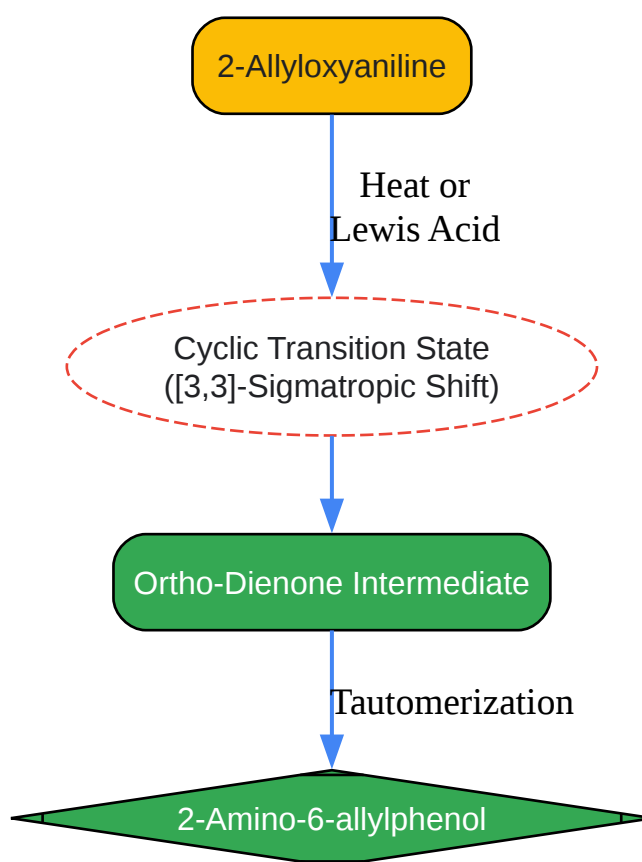 2-Allyloxyaniline
Heat or
Lewis Acid
Cyclic Transition State
([3,3]-Sigmatropic Shift)
Ortho-Dienone Intermediate
Tautomerization
2-Amino-6-allylphenol